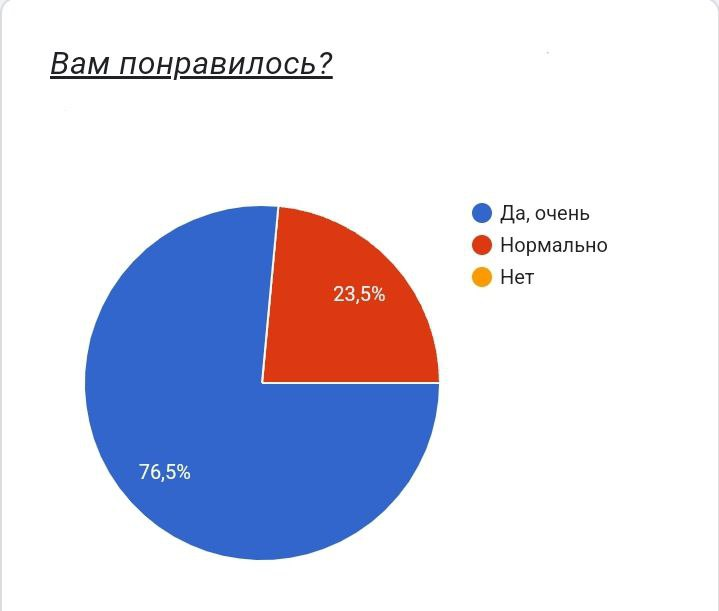 Вам понравилось?
Да, очень
Нормально
Нет
23,5%
76,5%